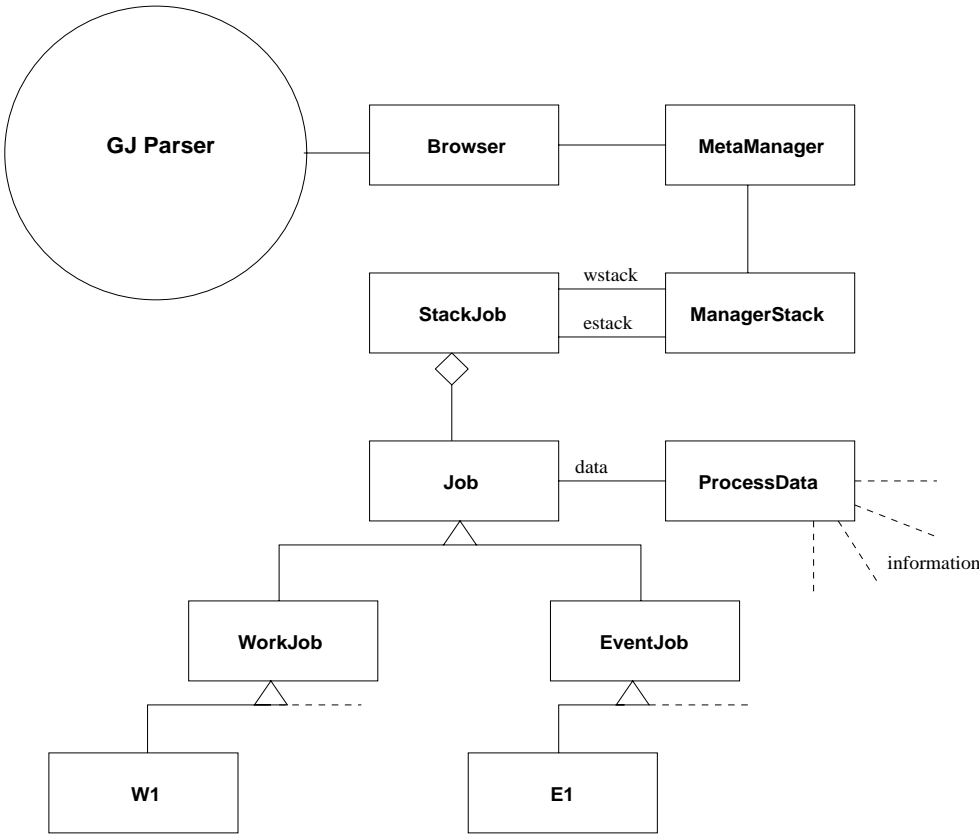 GJ Parser
Browser
MetaManager
wstack
StackJob
ManagerStack
estack
data
Job
ProcessData
information
WorkJob
EventJob
W1
E1